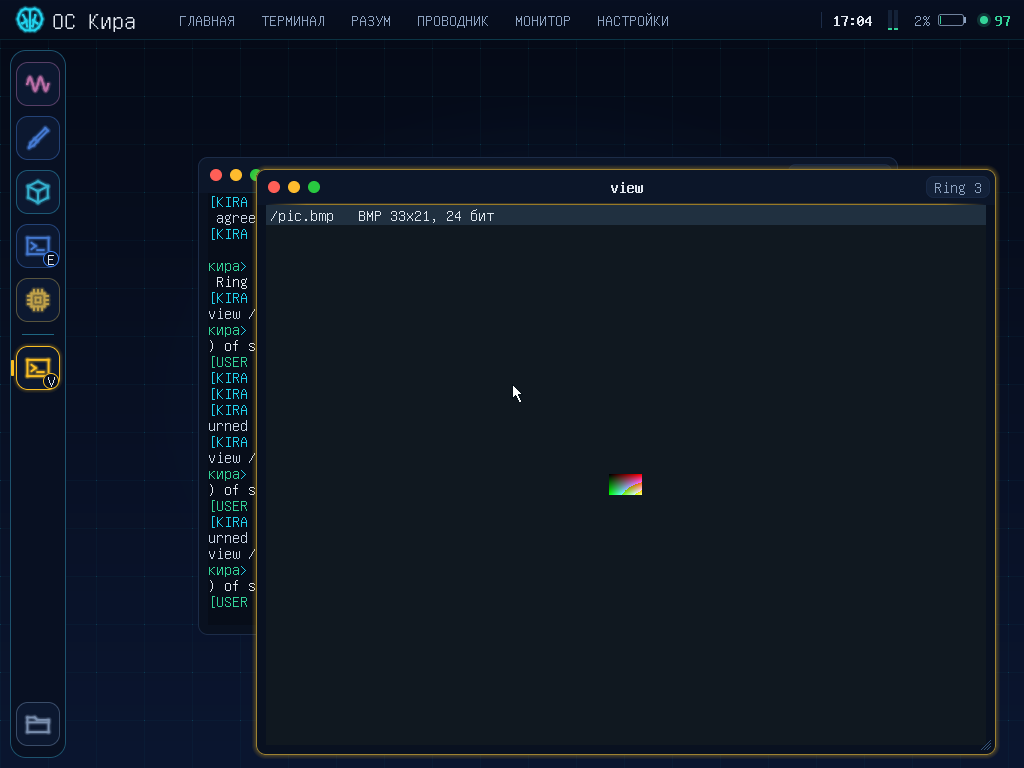 ОС Кира
ГЛАВНАЯ ТЕРМИНАЛ РАЗУМ ПРОВОДНИК МОНИТОР НАСТРОЙКИ
17:04 2% 97
E
V
view
Ring 3
/pic.bmp BMP 33x21, 24 бит
[KIRA
agree
[KIRA
кира>
Ring
[KIRA
view /
кира>
) of s
[USER
[KIRA
[KIRA
[KIRA
urned
[KIRA
view /
кира>
) of s
[USER
[KIRA
urned
view /
кира>
) of s
[USER